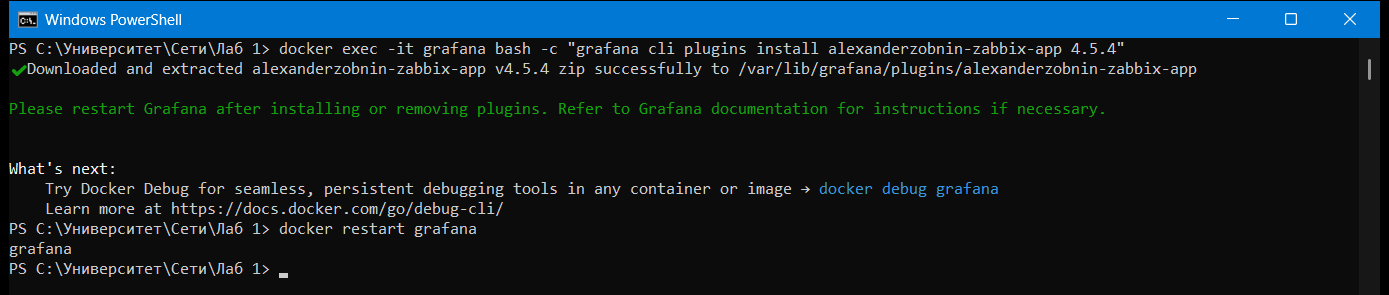 Windows PowerShell
PS C:\Университет\Сети\Лаб 1> docker exec -it grafana bash -c "grafana cli plugins install alexanderzobnin-zabbix-app 4.5.4"
✔Downloaded and extracted alexanderzobnin-zabbix-app v4.5.4 zip successfully to /var/lib/grafana/plugins/alexanderzobnin-zabbix-app
Please restart Grafana after installing or removing plugins. Refer to Grafana documentation for instructions if necessary.
What's next:
Try Docker Debug for seamless, persistent debugging tools in any container or image → docker debug grafana
Learn more at https://docs.docker.com/go/debug-cli/
PS C:\Университет\Сети\Лаб 1> docker restart grafana
grafana
PS C:\Университет\Сети\Лаб 1>